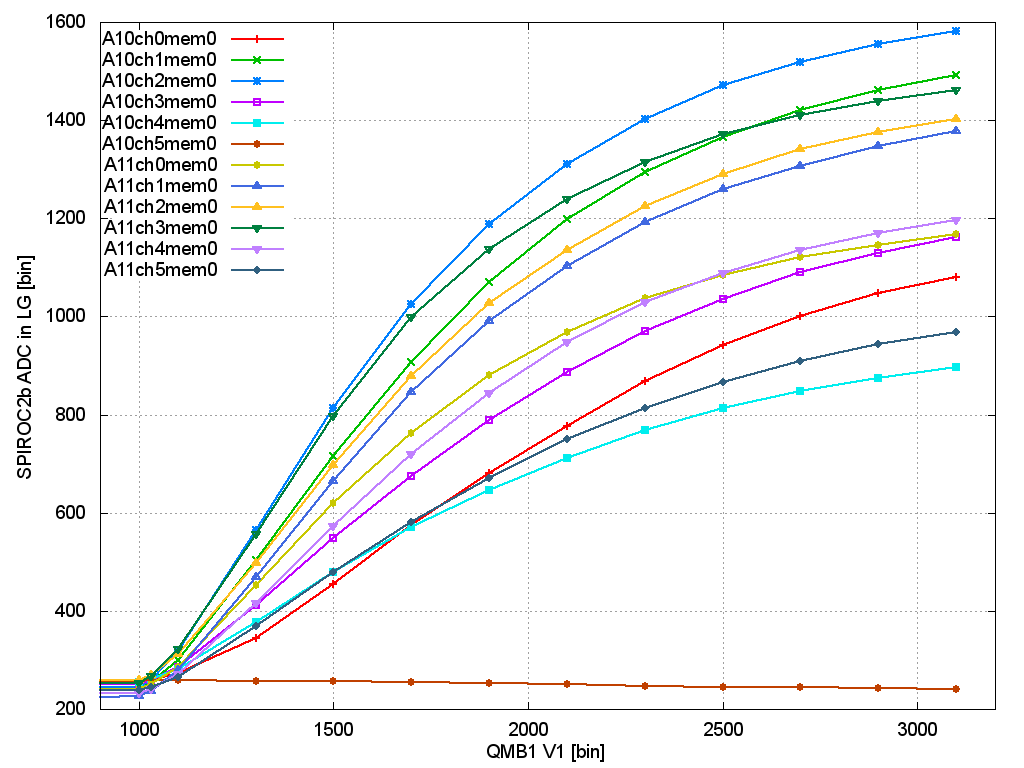 1600
1400
1200
1000
800
600
400
200
SPIROC2b ADC in LG [bin]
A10ch0mem0
A10ch1mem0
A10ch2mem0
A10ch3mem0
A10ch4mem0
A10ch5mem0
A11ch0mem0
A11ch1mem0
A11ch2mem0
A11ch3mem0
A11ch4mem0
A11ch5mem0
1000 1500 2000 2500 3000
QMB1 V1 [bin]